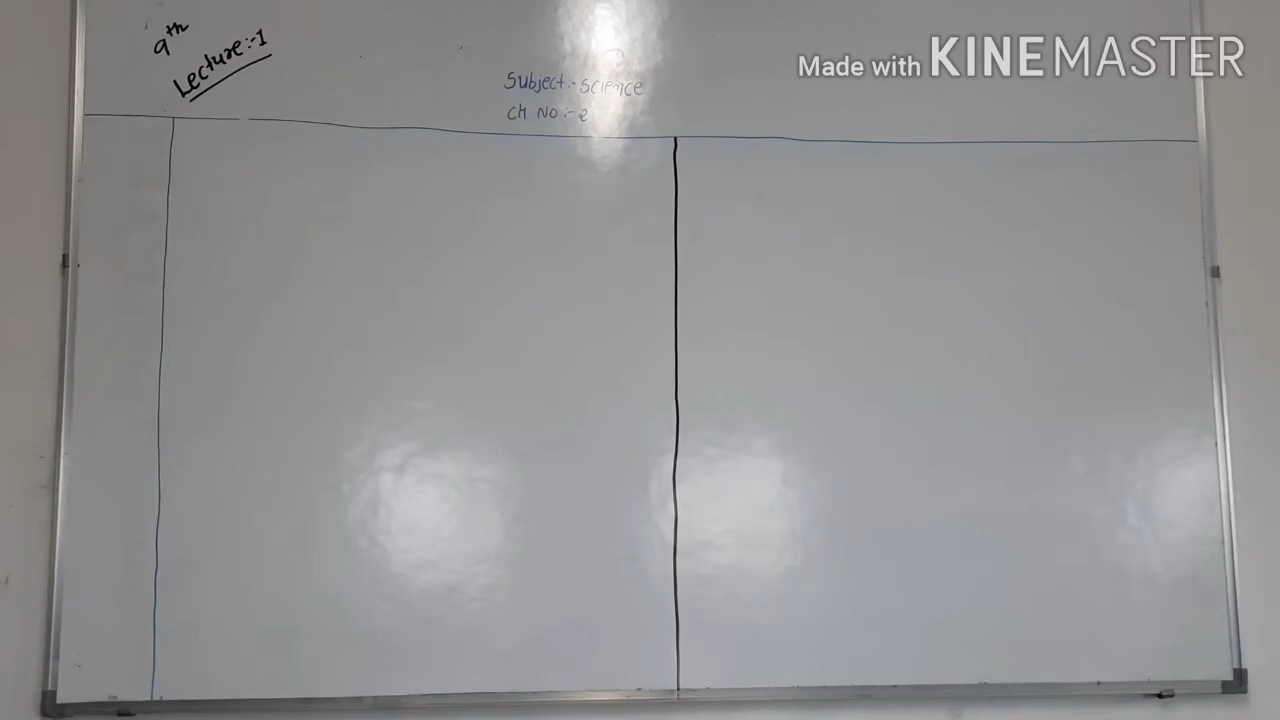 9th
Lecture:-1
Made with KINEMASTER
Subject:-Science
CH NO:-2